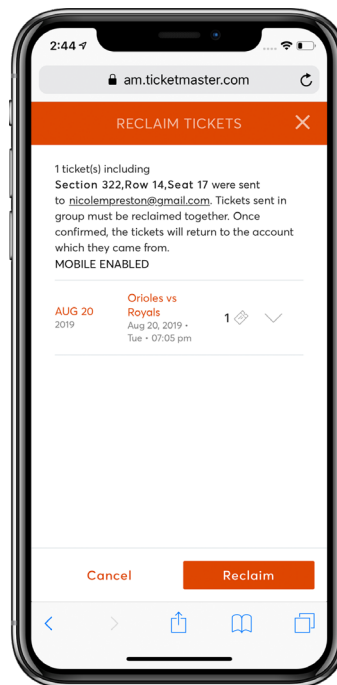 2:44
am.ticketmaster.com
RECLAIM TICKETS
1 ticket(s) including
Section 322,Row 14,Seat 17 were sent
to nicolempreston@gmail.com. Tickets sent in
group must be reclaimed together. Once
confirmed, the tickets will return to the account
which they came from.
MOBILE ENABLED
AUG 20
2019
Orioles vs
Royals
Aug 20, 2019 •
Tue • 07:05 pm
1
Cancel
Reclaim